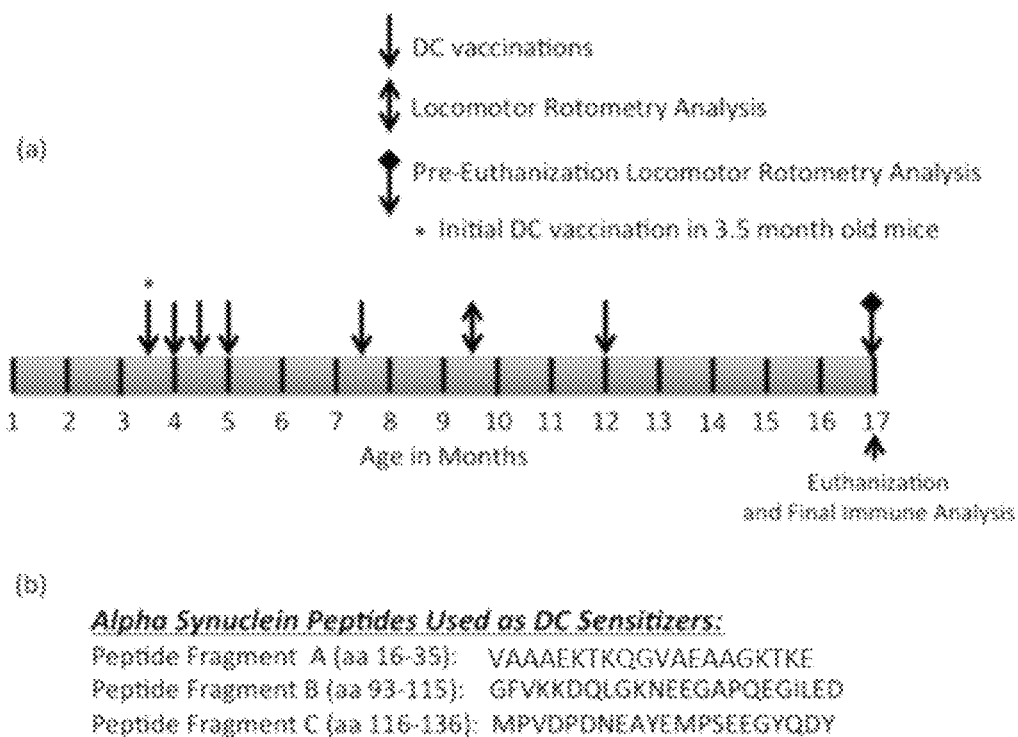 DC vaccinations
Locomotor Rotometry Analysis
(a)
Pre-Euthanization Locomotor Rotometry Analysis
* Initial DC vaccination in 3.5 month old mice
*
1 2 3 4 5 6 7 8 9 10 11 12 13 14 15 16 17
Age in Months
Euthanization
and Final Immune Analysis
(b)
Alpha Synuclein Peptides Used as DC Sensitizers:
Peptide Fragment A (aa 16-35): VAAAEKTKQGVAEAAGKTKE
Peptide Fragment B (aa 93-115): GFVKKDQLGKNEEGAPQEGILED
Peptide Fragment C (aa 116-136): MPVDPDNEAYEMPSEEGYQDY